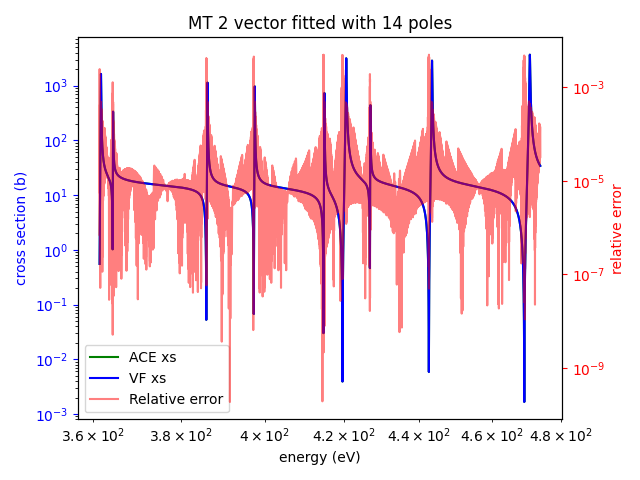 MT 2 vector fitted with 14 poles
cross section (b)
10³
10²
10¹
10⁰
10⁻¹
10⁻²
10⁻³
10⁻³
10⁻⁵
10⁻⁷
10⁻⁹
relative error
ACE xs
VF xs
Relative error
3.6 × 10² 3.8 × 10² 4 × 10² 4.2 × 10² 4.4 × 10² 4.6 × 10² 4.8 × 10²
energy (eV)